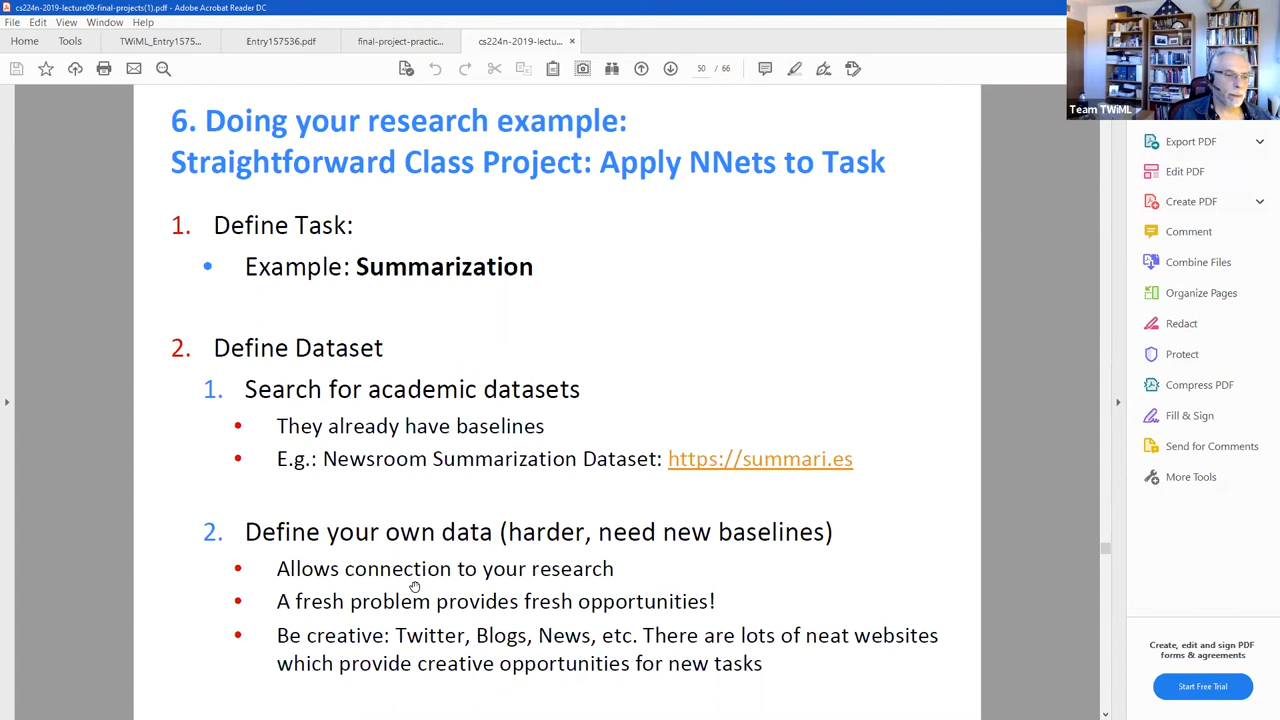 cs224n-2019-lecture09-final-projects(1).pdf - Adobe Acrobat Reader DC
File Edit View Window Help
Home Tools TWiML_Entry1575... Entry157536.pdf final-project-practic... cs224n-2019-lectu... ×
50 / 66
Team TWiML
6. Doing your research example:
Straightforward Class Project: Apply NNets to Task
1. Define Task:
• Example: Summarization
2. Define Dataset
1. Search for academic datasets
• They already have baselines
• E.g.: Newsroom Summarization Dataset: https://summari.es
2. Define your own data (harder, need new baselines)
• Allows connection to your research
• A fresh problem provides fresh opportunities!
• Be creative: Twitter, Blogs, News, etc. There are lots of neat websites
which provide creative opportunities for new tasks
Export PDF
Edit PDF
Create PDF
Comment
Combine Files
Organize Pages
Redact
Protect
Compress PDF
Fill & Sign
Send for Comments
More Tools
Create, edit and sign PDF
forms & agreements
Start Free Trial